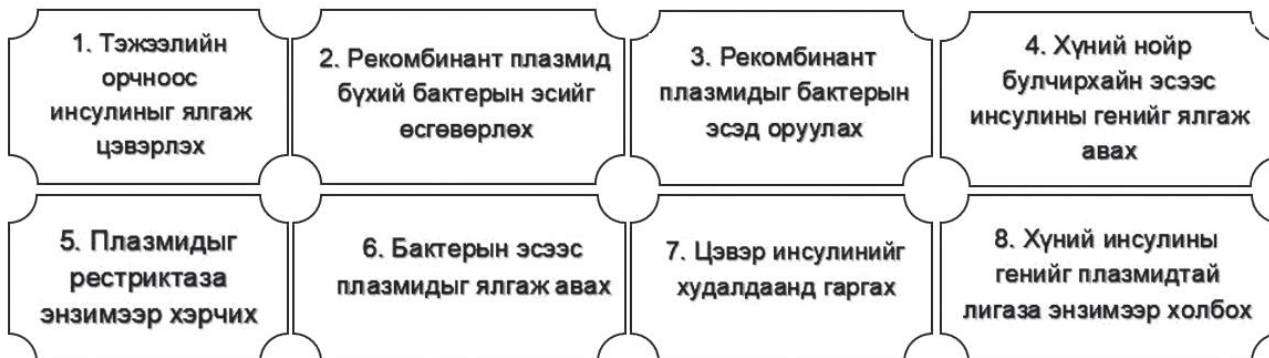 1. Тэжээлийн
орчноос
инсулиныг ялгаж
цэвэрлэх
2. Рекомбинант плазмид
бүхий бактерын эсийг
өсгөвөрлөх
3. Рекомбинант
плазмидыг бактерын
эсэд оруулах
4. Хүний нойр
булчирхайн эсээс
инсулины генийг ялгаж
авах
5. Плазмидыг
рестриктаза
энзимээр хэрчих
6. Бактерын эсээс
плазмидыг ялгаж авах
7. Цэвэр инсулинийг
худалдаанд гаргах
8. Хүний инсулины
генийг плазмидтай
лигаза энзимээр холбох